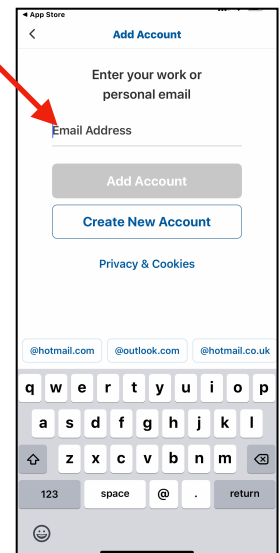 App Store
Add Account
Enter your work or
personal email
Email Address
Add Account
Create New Account
Privacy & Cookies
@hotmail.com @outlook.com @hotmail.co.uk
q w e r t y u i o p
a s d f g h j k l
z x c v b n m
123 space @ . return